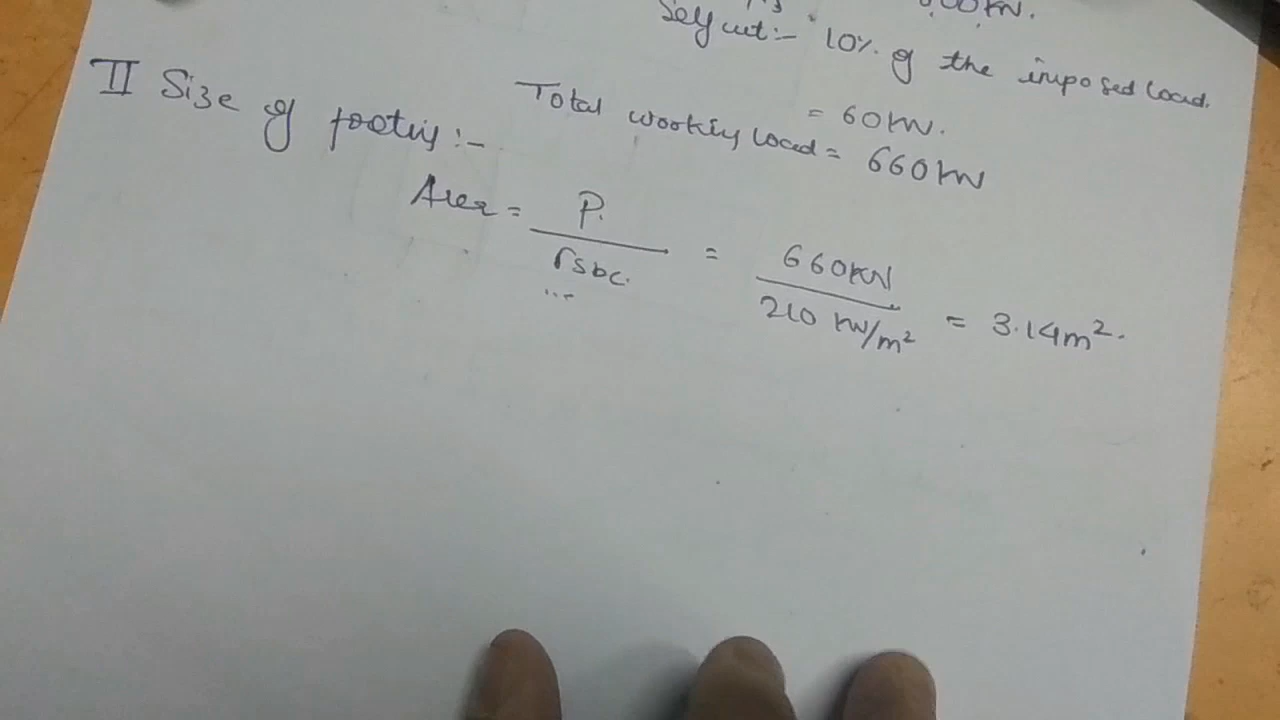 Self wt:- 10% of the imposed load.
= 60kN.
Total working load = 660kN
II Size of footing:-
Area = P. / σsbc. = 660kN / 210 kN/m² = 3.14m².